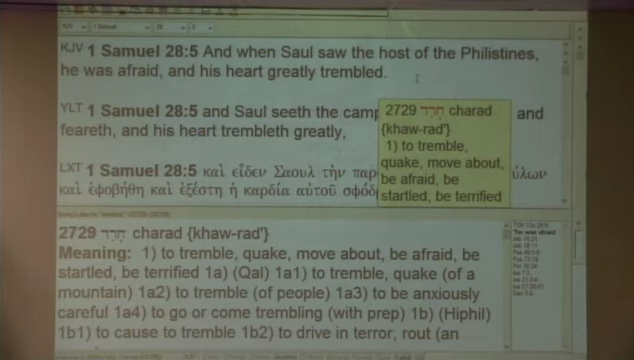 KJV 1 Samuel 28:5 And when Saul saw the host of the Philistines,
he was afraid, and his heart greatly trembled.
YLT 1 Samuel 28:5 and Saul seeth the camp and
feareth, and his heart trembleth greatly,
LXT 1 Samuel 28:5 καὶ εἶδεν Σαουλ τὴν παρ ύλων
καὶ ἐφοβήθη καὶ ἐξέστη ἡ καρδία αὐτοῦ σφόδ
2729 חָרַד charad
{khaw-rad'}
1) to tremble,
quake, move about,
be afraid, be
startled, be terrified
2729 חָרַד charad {khaw-rad'}
Meaning: 1) to tremble, quake, move about, be afraid, be
startled, be terrified 1a) (Qal) 1a1) to tremble, quake (of a
mountain) 1a2) to tremble (of people) 1a3) to be anxiously
careful 1a4) to go or come trembling (with prep) 1b) (Hiphil)
1b1) to cause to tremble 1b2) to drive in terror, rout (an